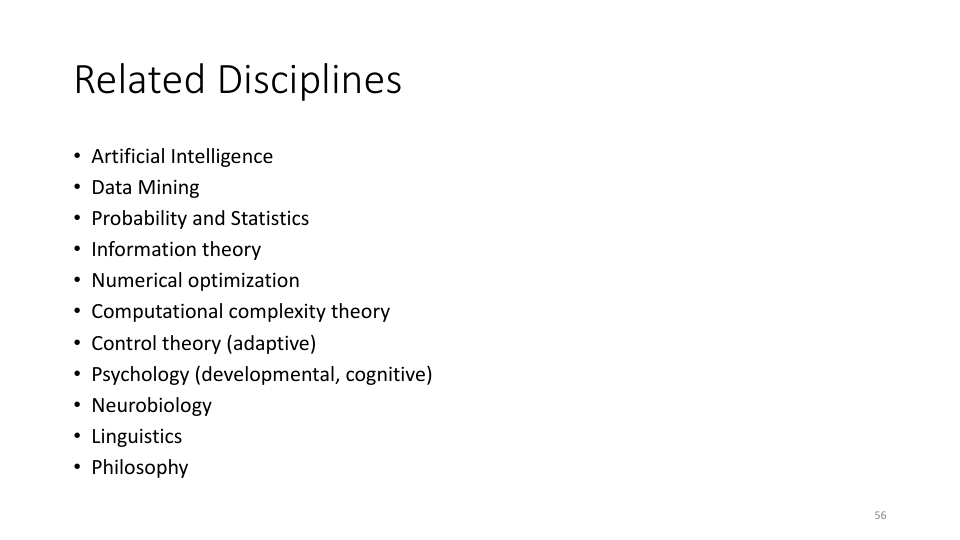 Related Disciplines
• Artificial Intelligence
• Data Mining
• Probability and Statistics
• Information theory
• Numerical optimization
• Computational complexity theory
• Control theory (adaptive)
• Psychology (developmental, cognitive)
• Neurobiology
• Linguistics
• Philosophy
56